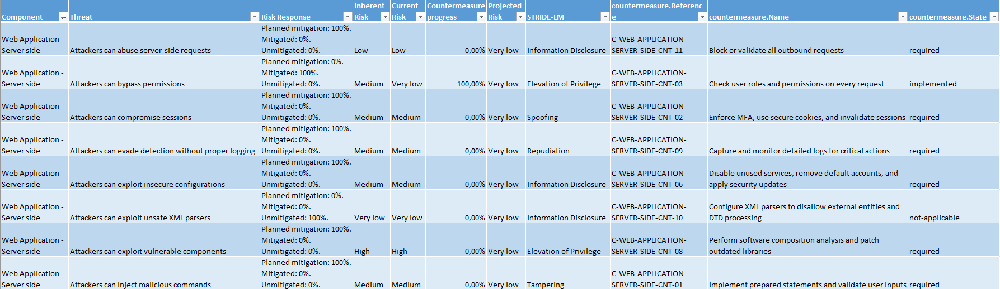 Component Threat Risk Response Inherent Risk Current Risk Countermeasure progress Projected Risk STRIDE-LM countermeasure.Referenc e countermeasure.Name countermeasure.State
Web Application - Server side Attackers can abuse server-side requests Planned mitigation: 100%. Mitigated: 0%. Unmitigated: 0%. Low Low 0,00% Very low Information Disclosure C-WEB-APPLICATION-SERVER-SIDE-CNT-11 Block or validate all outbound requests required
Web Application - Server side Attackers can bypass permissions Planned mitigation: 0%. Mitigated: 100%. Unmitigated: 0%. Medium Very low 100,00% Very low Elevation of Privilege C-WEB-APPLICATION-SERVER-SIDE-CNT-03 Check user roles and permissions on every request implemented
Web Application - Server side Attackers can compromise sessions Planned mitigation: 100%. Mitigated: 0%. Unmitigated: 0%. Medium Medium 0,00% Very low Spoofing C-WEB-APPLICATION-SERVER-SIDE-CNT-02 Enforce MFA, use secure cookies, and invalidate sessions required
Web Application - Server side Attackers can evade detection without proper logging Planned mitigation: 100%. Mitigated: 0%. Unmitigated: 0%. Medium Medium 0,00% Very low Repudiation C-WEB-APPLICATION-SERVER-SIDE-CNT-09 Capture and monitor detailed logs for critical actions required
Web Application - Server side Attackers can exploit insecure configurations Planned mitigation: 100%. Mitigated: 0%. Unmitigated: 0%. Medium Medium 0,00% Very low Information Disclosure C-WEB-APPLICATION-SERVER-SIDE-CNT-06 Disable unused services, remove default accounts, and apply security updates required
Web Application - Server side Attackers can exploit unsafe XML parsers Planned mitigation: 0%. Mitigated: 0%. Unmitigated: 100%. Very low Very low 0,00% Very low Information Disclosure C-WEB-APPLICATION-SERVER-SIDE-CNT-10 Configure XML parsers to disallow external entities and DTD processing not-applicable
Web Application - Server side Attackers can exploit vulnerable components Planned mitigation: 100%. Mitigated: 0%. Unmitigated: 0%. High High 0,00% Very low Elevation of Privilege C-WEB-APPLICATION-SERVER-SIDE-CNT-08 Perform software composition analysis and patch outdated libraries required
Web Application - Server side Attackers can inject malicious commands Planned mitigation: 100%. Mitigated: 0%. Unmitigated: 0%. Medium Medium 0,00% Very low Tampering C-WEB-APPLICATION-SERVER-SIDE-CNT-01 Implement prepared statements and validate user inputs required